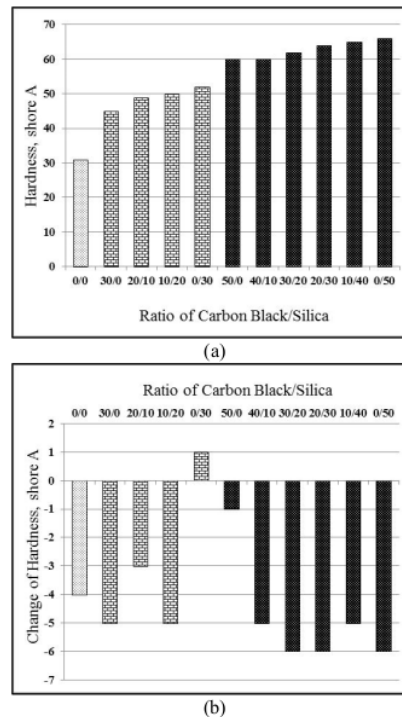 70
60
50
40
30
20
10
0
Hardness, shore A
0/0 30/0 20/10 10/20 0/30 50/0 40/10 30/20 20/30 10/40 0/50
Ratio of Carbon Black/Silica
(a)
Ratio of Carbon Black/Silica
0/0 30/0 20/10 10/20 0/30 50/0 40/10 30/20 20/30 10/40 0/50
2
1
0
-1
-2
-3
-4
-5
-6
-7
Change of Hardness, shore A
(b)